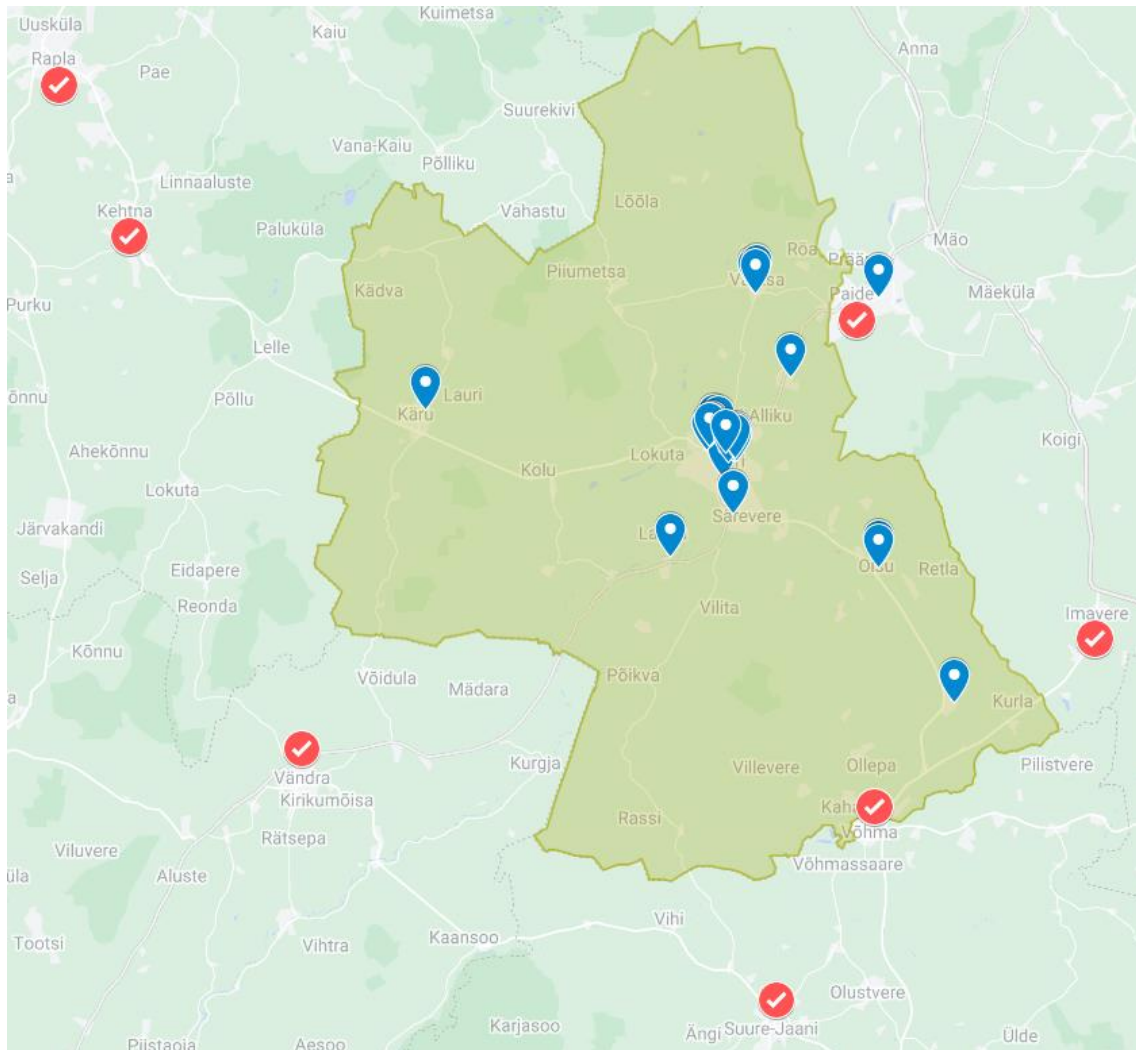 Kuimetsa
Uusküla
Kaiu
Anna
Rapla
Pae
Suurekivi
Vana-Kaiu
Põlliku
Linnaaluste
Lõõla
Kehtna
Vahastu
Paluküla
Mäo
Röa
Piiumetsa
Kädva
Paide
Mäeküla
Purku
Lelle
Lauri
Põllu
Käru
Alliku
Koigi
Ahekõnnu
Lokuta
Kolu
Lokuta
Järvakandi
Särevere
Eidapere
Oisu
Retla
Selja
Reonda
Vilita
Imavere
Kõnnu
Võidula
Põikva
Mädara
Kurla
Kurgja
Villevere
Ollepa
Pilistvere
Vändra
Kirikumõisa
Rassi
Võhma
Rätsepa
Viluvere
Võhmassaare
Aluste
Vihi
Tootsi
Vihtra
Kaansoo
Olustvere
Karjasoo
Ängi
Suure-Jaani
Ülde
Aesoo